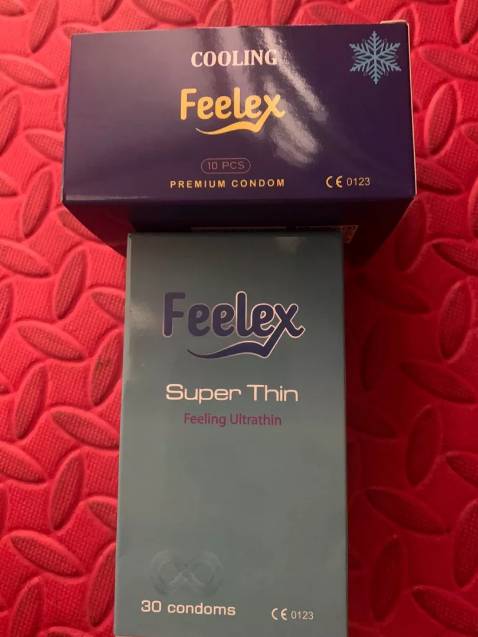 COOLING
Feelex
10 PCS
PREMIUM CONDOM CE 0123
Feelex
Super Thin
Feeling Ultrathin
30 condoms CE 0123